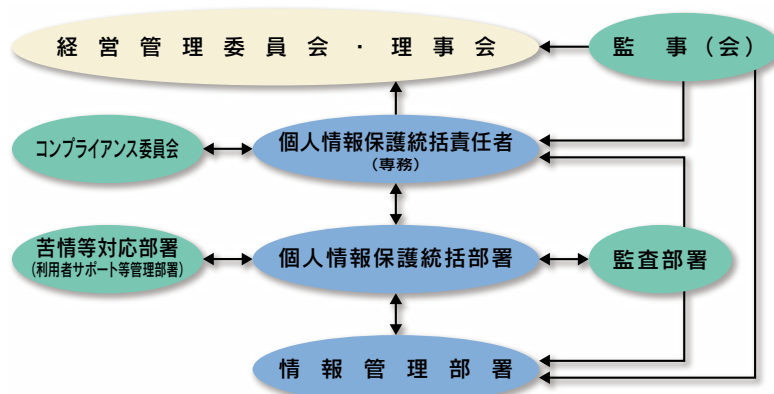 経営管理委員会・理事会
監事(会)
コンプライアンス委員会
個人情報保護統括責任者
(専務)
苦情等対応部署
(利用者サポート等管理部署)
個人情報保護統括部署
監査部署
情報管理部署